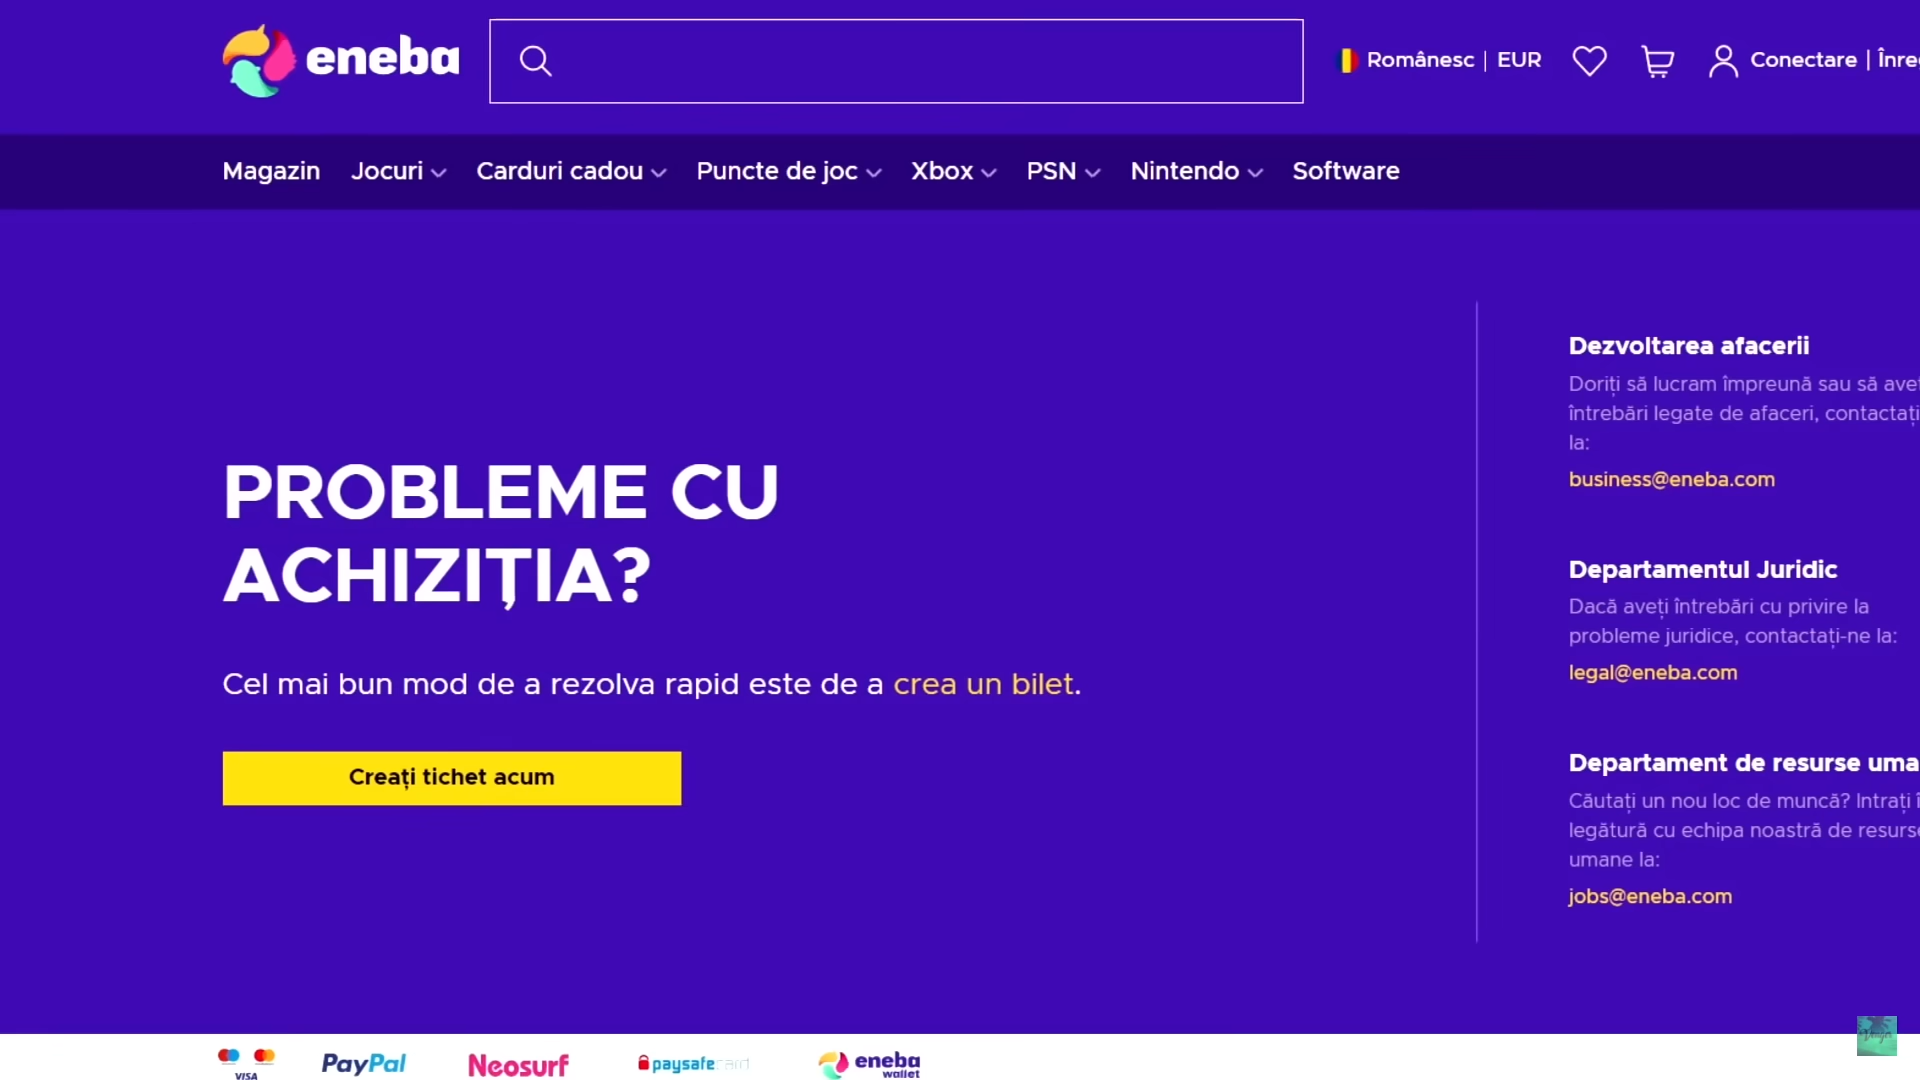 eneba
Românesc | EUR
Conectare |
Magazin Jocuri Carduri cadou Puncte de joc Xbox PSN Nintendo Software
PROBLEME CU
ACHIZIȚIA?
Cel mai bun mod de a rezolva rapid este de a crea un bilet.
Creați tichet acum
Dezvoltarea afacerii
Doriți să lucram împreună sau să
întrebări legate de afaceri, contactați
la:
business@eneba.com
Departamentul Juridic
Dacă aveți întrebări cu privire la
probleme juridice, contactați-ne la:
legal@eneba.com
Departament de resurse
Căutați un nou loc de muncă? Intrați
legătură cu echipa noastră de
umane la:
jobs@eneba.com
VISA
PayPal
Neosurf
paysafecard
eneba
wallet